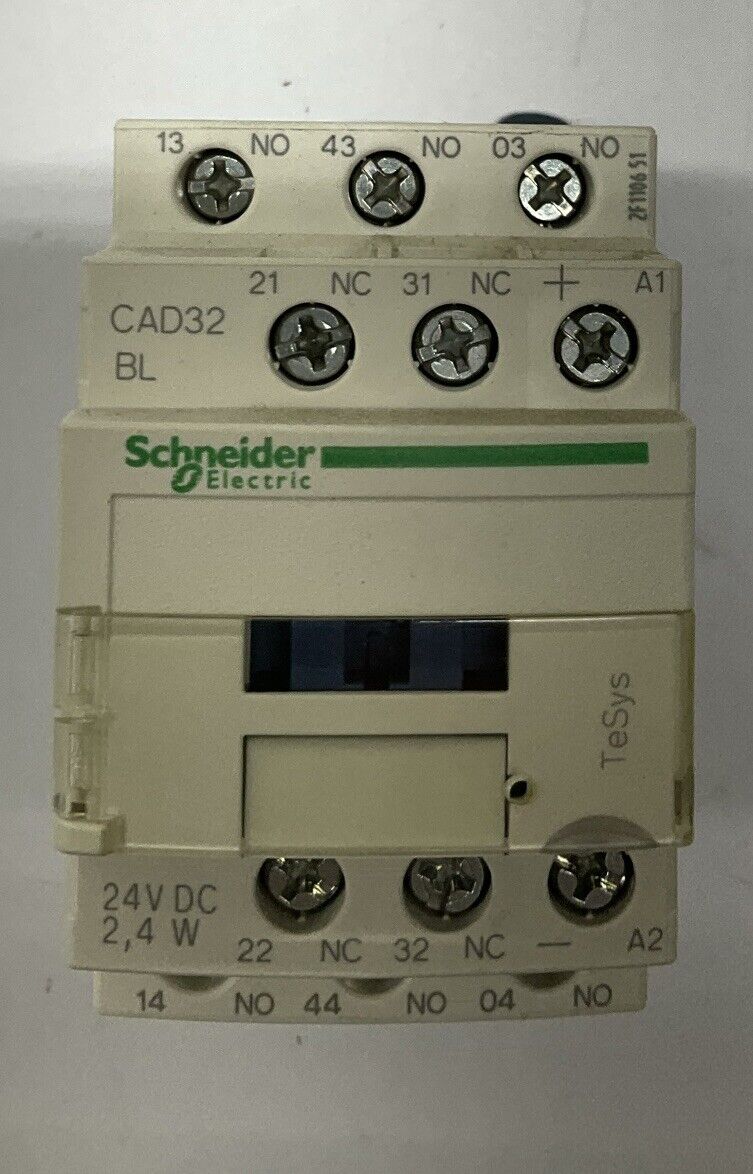 13 NO 43 NO 03 NO
2F1106 51
21 NC 31 NC + A1
CAD32
BL
Schneider
Electric
TeSys
24V DC
2,4 W
22 NC 32 NC — A2
14 NO 44 NO 04 NO